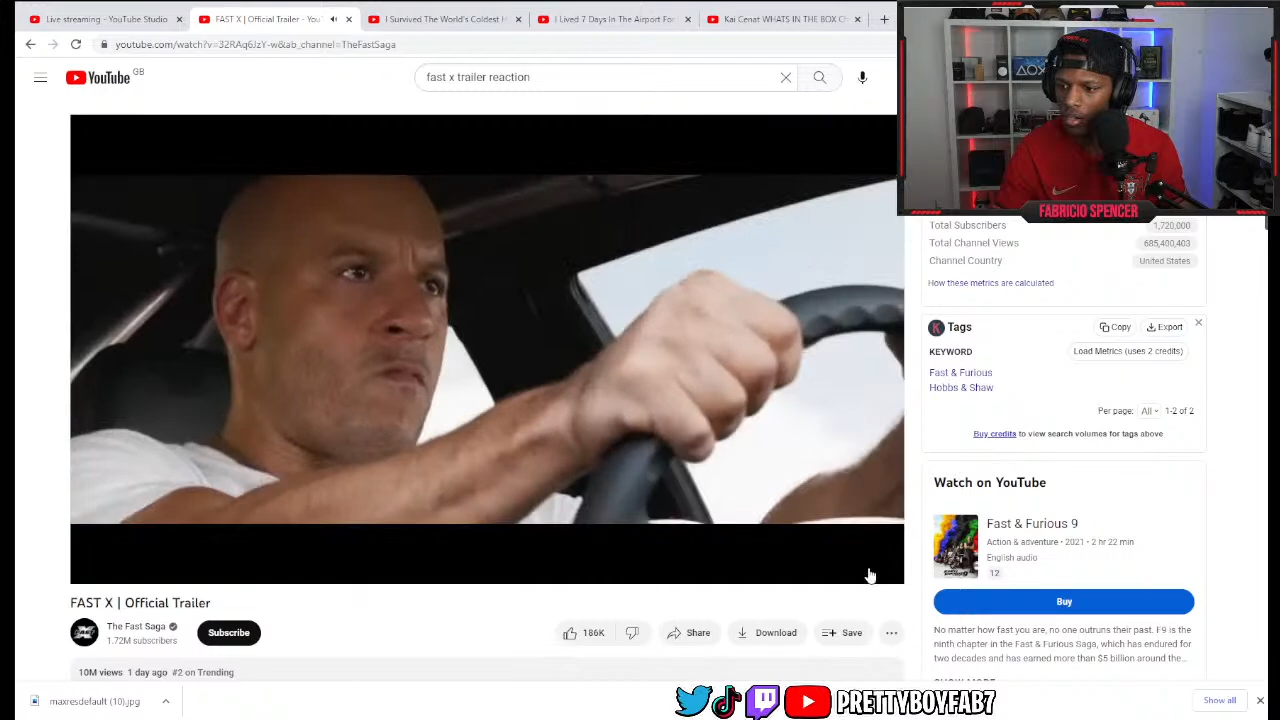 Live streaming - YouTube Studio
FAST X | Official Trailer - You
I Survived The World's Coldest
I Lived 7 Days In The Airport For
Kai Cenat WHATS IN THE BOX
youtube.com/watch?v=32RAq6JzY-w&ab_channel=TheFastSaga
YouTube GB
fast x trailer reaction
FABRICIO SPENCER
Total Subscribers 1,720,000
Total Channel Views 685,400,403
Channel Country United States
How these metrics are calculated
K Tags Copy Export
KEYWORD Load Metrics (uses 2 credits)
Fast & Furious
Hobbs & Shaw
Per page: All 1-2 of 2
Buy credits to view search volumes for tags above
Watch on YouTube
Fast & Furious 9
Action & adventure • 2021 • 2 hr 22 min
English audio
12
Buy
No matter how fast you are, no one outruns their past. F9 is the
ninth chapter in the Fast & Furious Saga, which has endured for
two decades and has earned more than $5 billion around the...
FAST X | Official Trailer
The Fast Saga
1.72M subscribers
Subscribe
186K Share Download Save
10M views 1 day ago #2 on Trending
maxresdefault (10).jpg
PRETTYBOYFAB7
Show all